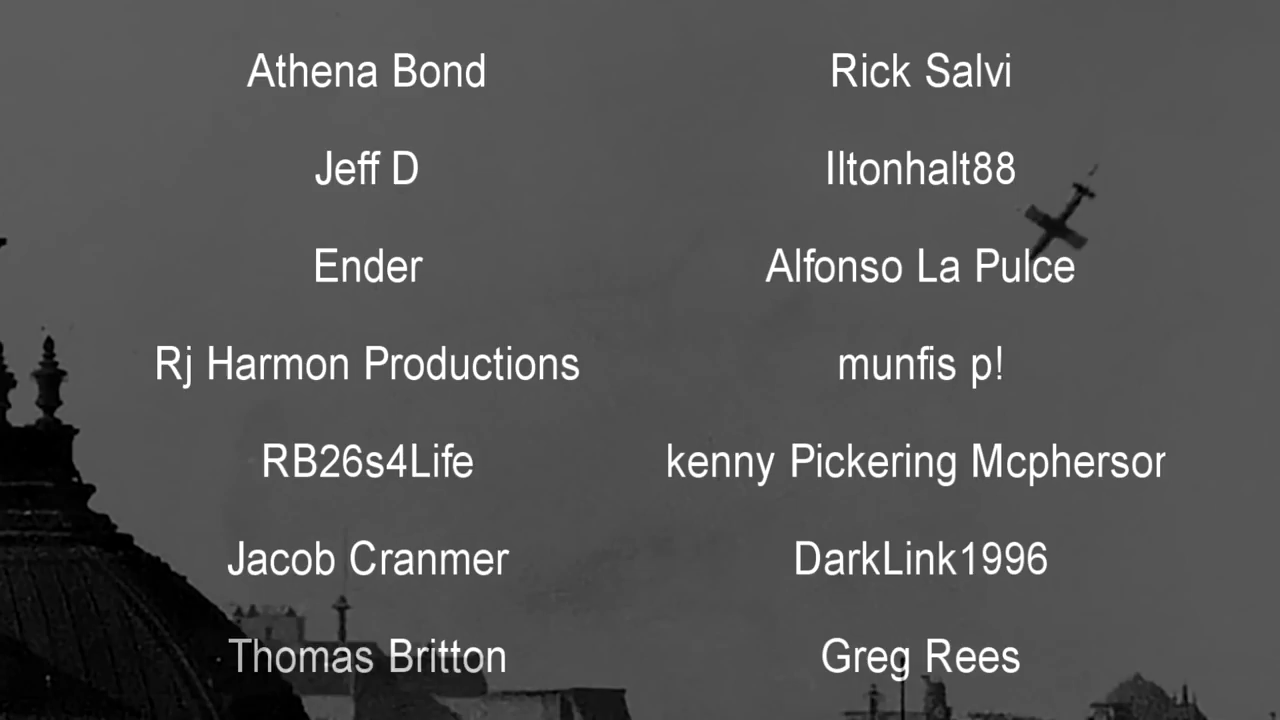 Athena Bond
Rick Salvi
Jeff D
Iltonhalt88
Ender
Alfonso La Pulce
Rj Harmon Productions
munfis p!
RB26s4Life
kenny Pickering Mcpherson
Jacob Cranmer
DarkLink1996
Thomas Britton
Greg Rees